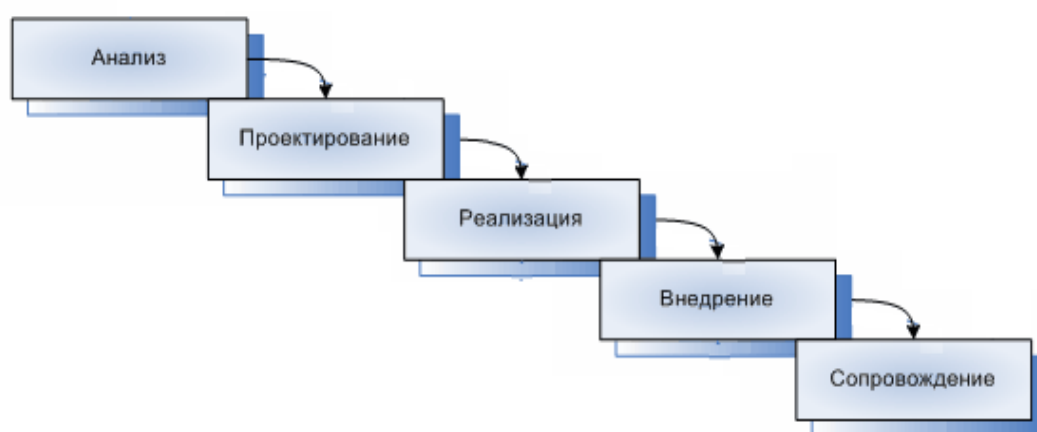 Анализ
Проектирование
Реализация
Внедрение
Сопровождение